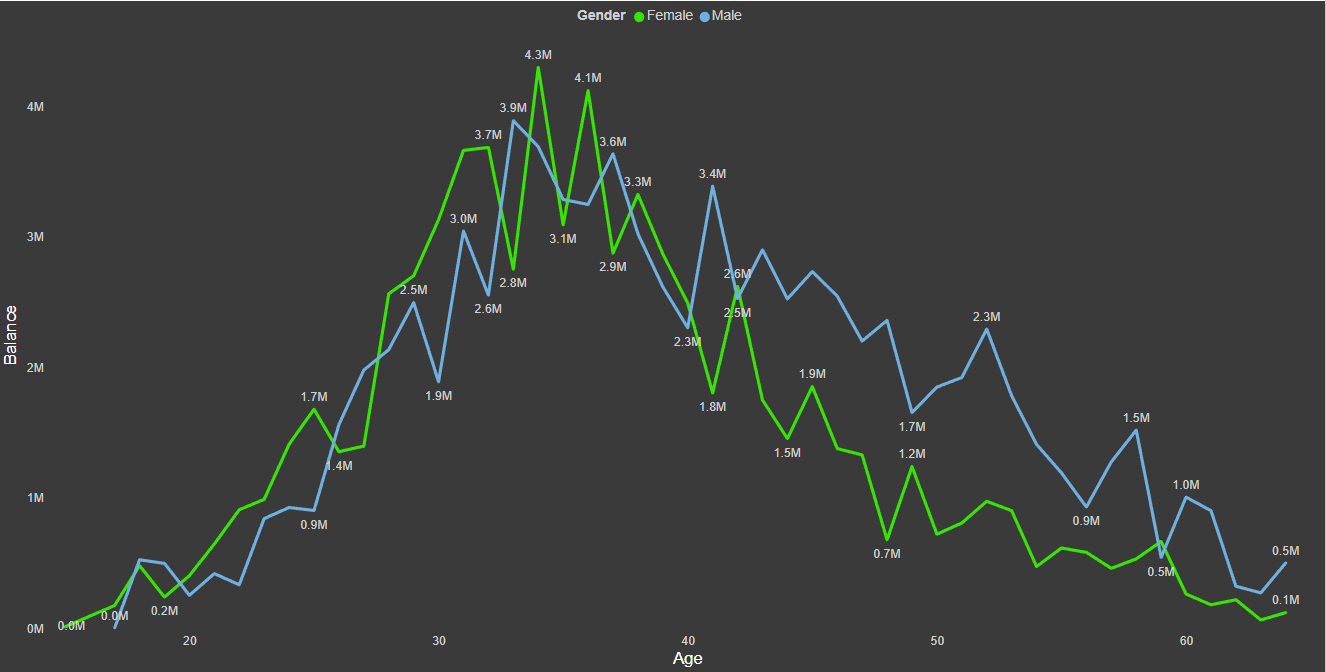 Gender Female Male
4.3M
4.1M
4M
3.9M
3.7M
3.6M
3.3M
3.4M
3.0M
3M
3.1M
2.9M
2.8M
2.6M
2.5M
2.6M
2.5M
2.3M
2.3M
2M
1.9M
1.9M
1.8M
1.7M
1.7M
1.5M
1.5M
1.4M
1.2M
1M
1.0M
0.9M
0.9M
0.7M
0.5M
0.5M
0.2M
0.1M
0.0M
0.0M
0M
20 30 40 50 60
Balance
Age